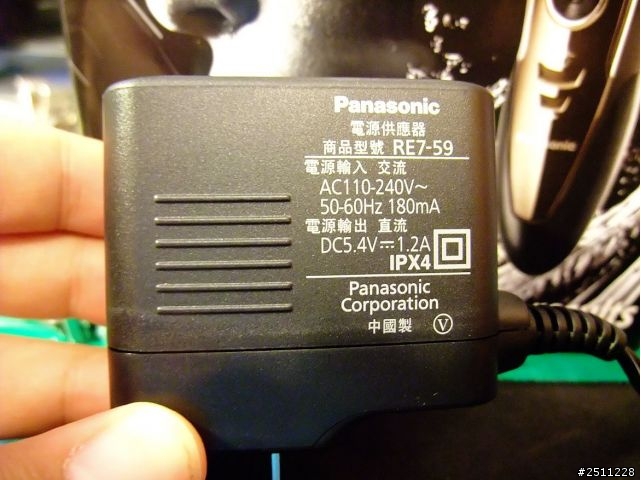 Panasonic
電源供應器
商品型號 RE7-59
電源輸入 交流
AC110-240V~
50-60Hz 180mA
電源輸出 直流
DC5.4V⎓1.2A
IPX4
Panasonic
Corporation
中國製 Ⓥ
Panasonic
#2511228